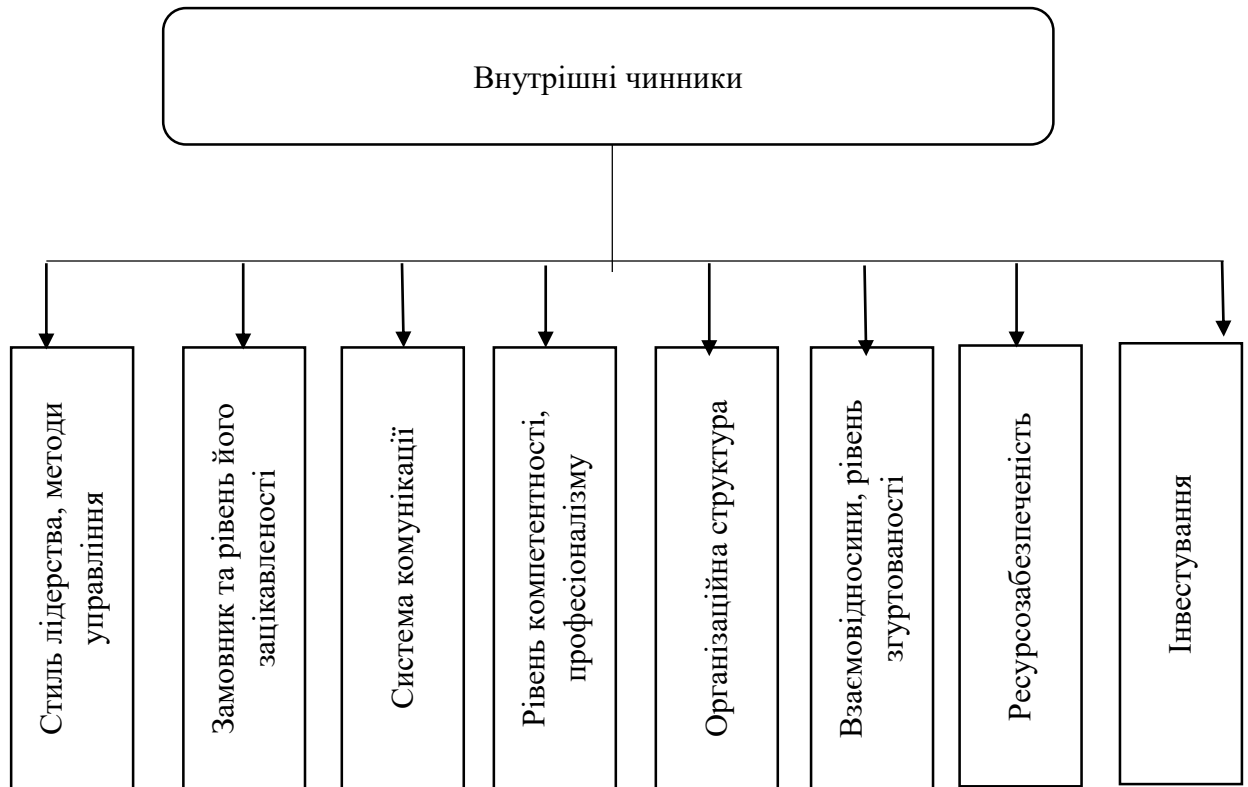 Внутрішні чинники
Стиль лідерства, методи
управління
Замовник та рівень його
зацікавленості
Система комунікації
Рівень компетентності,
професіоналізму
Організаційна структура
Взаємовідносини, рівень
згуртованості
Ресурсозабезпеченість
Інвестування